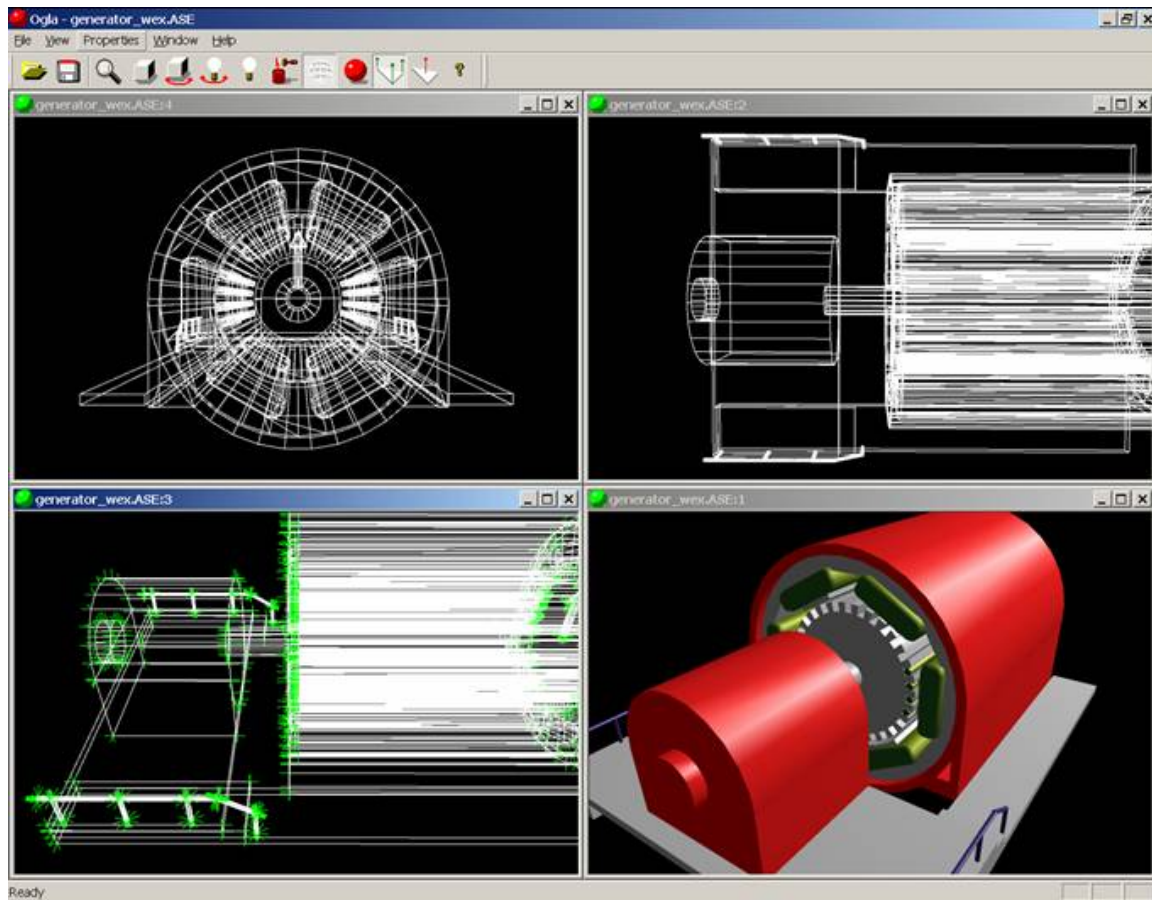 Ogla - generator_wex.ASE
File View Properties Window Help
generator_wex.ASE:4
generator_wex.ASE:2
generator_wex.ASE:3
generator_wex.ASE:1
Ready